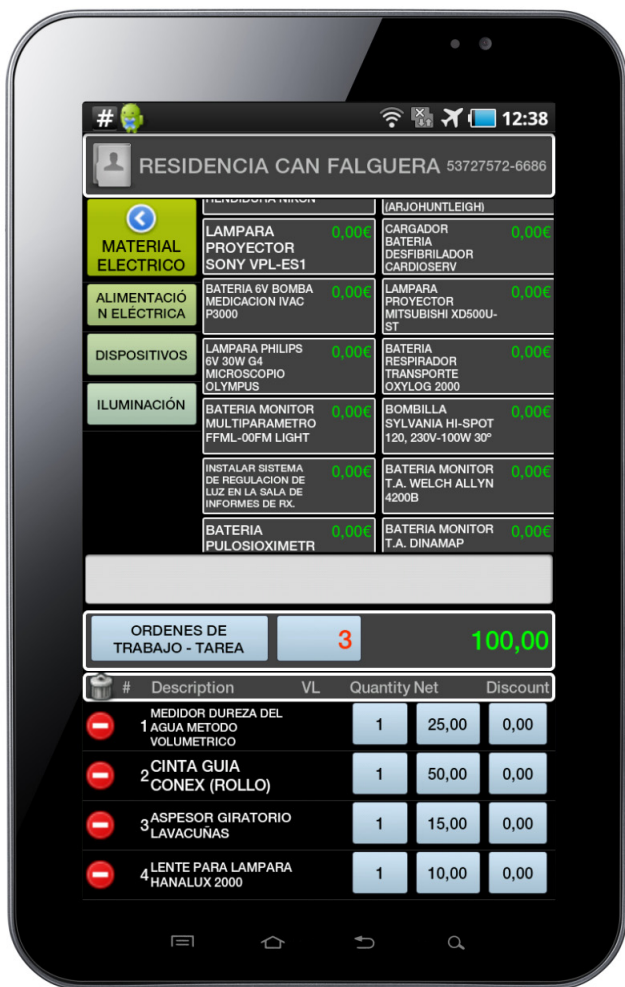 #
12:38
RESIDENCIA CAN FALGUERA 53727572-6686
MATERIAL
ELECTRICO
ALIMENTACIÓ
N ELÉCTRICA
DISPOSITIVOS
ILUMINACIÓN
(ARJOHUNTLEIGH)
LAMPARA
PROYECTOR
SONY VPL-ES1
0,00€
CARGADOR
BATERIA
DESFIBRILADOR
CARDIOSERV
0,00€
BATERIA 6V BOMBA
MEDICACION IVAC
P3000
0,00€
LAMPARA
PROYECTOR
MITSUBISHI XD500U-
ST
0,00€
LAMPARA PHILIPS
6V 30W G4
MICROSCOPIO
OLYMPUS
0,00€
BATERIA
RESPIRADOR
TRANSPORTE
OXYLOG 2000
0,00€
BATERIA MONITOR
MULTIPARAMETRO
FFML-00FM LIGHT
0,00€
BOMBILLA
SYLVANIA HI-SPOT
120, 230V-100W 30º
0,00€
INSTALAR SISTEMA
DE REGULACION DE
LUZ EN LA SALA DE
INFORMES DE RX.
0,00€
BATERIA MONITOR
T.A. WELCH ALLYN
4200B
0,00€
BATERIA
PULOSIOXIMETR
0,00€
BATERIA MONITOR
T.A. DINAMAP
0,00€
ORDENES DE
TRABAJO - TAREA
3
100,00
# Description VL Quantity Net Discount
1 MEDIDOR DUREZA DEL
AGUA METODO
VOLUMETRICO
1 25,00 0,00
2 CINTA GUIA
CONEX (ROLLO)
1 50,00 0,00
3 ASPESOR GIRATORIO
LAVACUÑAS
1 15,00 0,00
4 LENTE PARA LAMPARA
HANALUX 2000
1 10,00 0,00